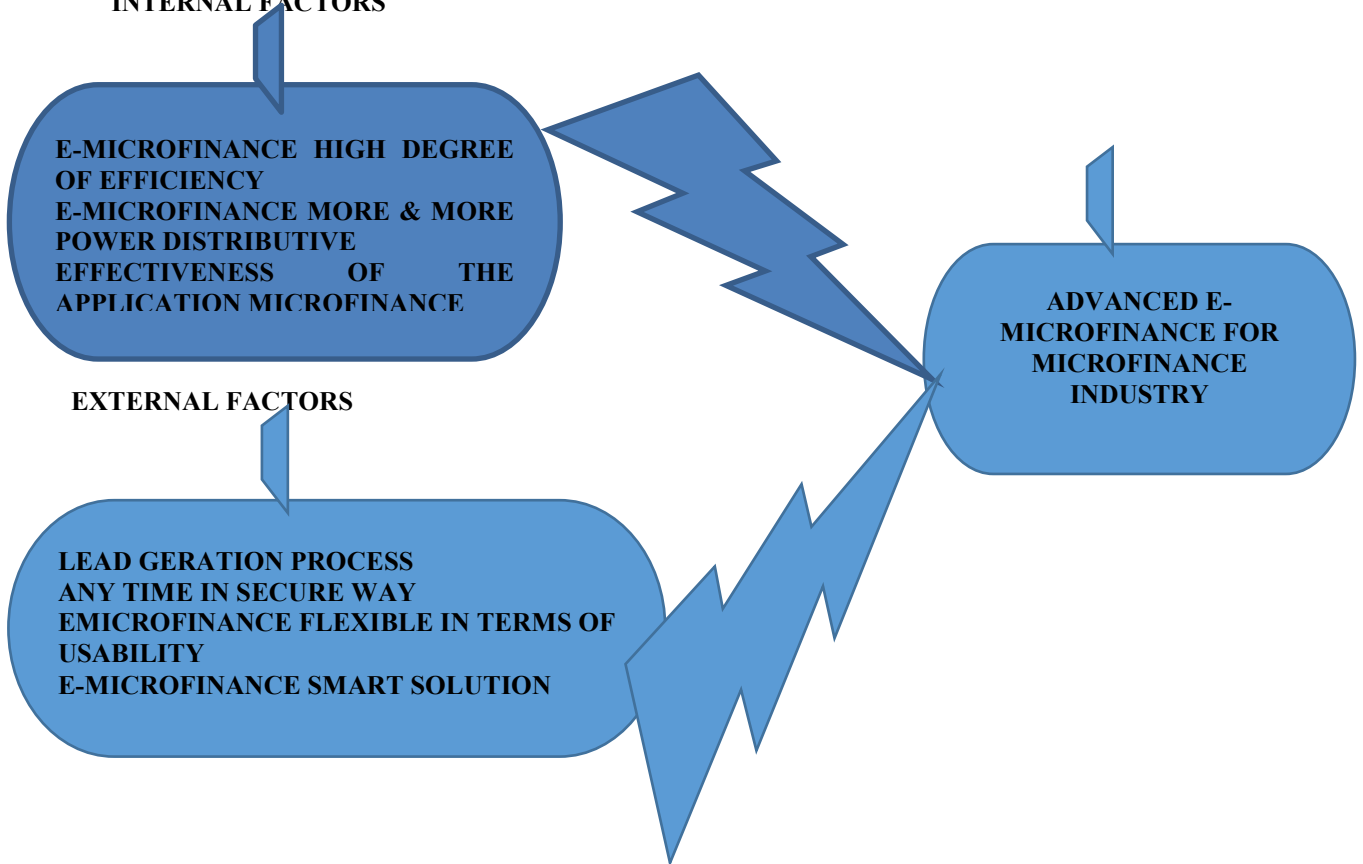 INTERNAL FACTORS
E-MICROFINANCE HIGH DEGREE
OF EFFICIENCY
E-MICROFINANCE MORE & MORE
POWER DISTRIBUTIVE
EFFECTIVENESS OF THE
APPLICATION MICROFINANCE
ADVANCED E-
MICROFINANCE FOR
MICROFINANCE
INDUSTRY
EXTERNAL FACTORS
LEAD GERATION PROCESS
ANY TIME IN SECURE WAY
EMICROFINANCE FLEXIBLE IN TERMS OF
USABILITY
E-MICROFINANCE SMART SOLUTION